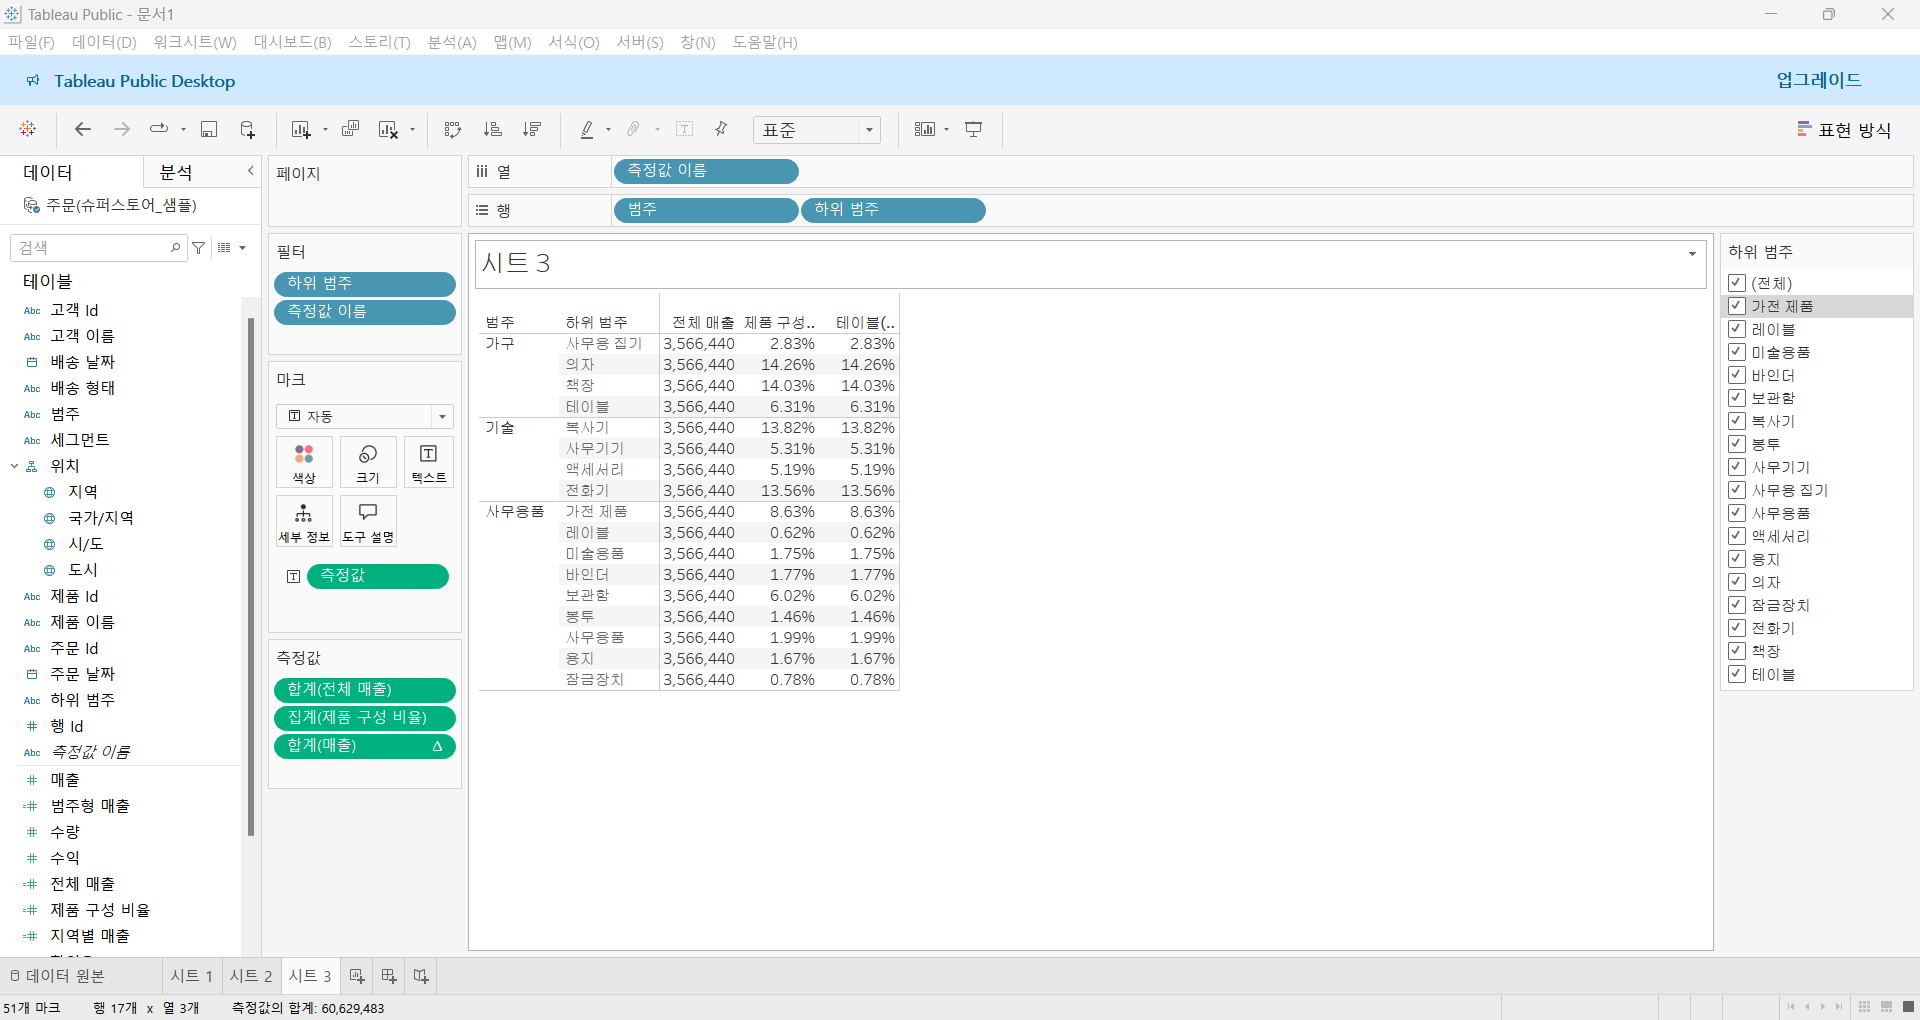 Tableau Public - 문서1
파일(F) 데이터(D) 워크시트(W) 대시보드(B) 스토리(T) 분석(A) 맵(M) 서식(O) 서버(S) 창(N) 도움말(H)
Tableau Public Desktop 업그레이드
표준 표현 방식
데이터 분석
주문(슈퍼스토어_샘플)
검색
테이블
Abc 고객 Id
Abc 고객 이름
배송 날짜
Abc 배송 형태
Abc 범주
Abc 세그먼트
위치
지역
국가/지역
시/도
도시
Abc 제품 Id
Abc 제품 이름
Abc 주문 Id
주문 날짜
Abc 하위 범주
# 행 Id
Abc 측정값 이름
# 매출
=# 범주형 매출
# 수량
# 수익
=# 전체 매출
=# 제품 구성 비율
=# 지역별 매출
페이지
필터
하위 범주
측정값 이름
마크
자동
색상 크기 텍스트
세부 정보 도구 설명
측정값
측정값
합계(전체 매출)
집계(제품 구성 비율)
합계(매출) Δ
열 측정값 이름
행 범주 하위 범주
시트 3
범주 하위 범주 전체 매출 제품 구성.. 테이블(..
가구 사무용 집기 3,566,440 2.83% 2.83%
의자 3,566,440 14.26% 14.26%
책장 3,566,440 14.03% 14.03%
테이블 3,566,440 6.31% 6.31%
기술 복사기 3,566,440 13.82% 13.82%
사무기기 3,566,440 5.31% 5.31%
액세서리 3,566,440 5.19% 5.19%
전화기 3,566,440 13.56% 13.56%
사무용품 가전 제품 3,566,440 8.63% 8.63%
레이블 3,566,440 0.62% 0.62%
미술용품 3,566,440 1.75% 1.75%
바인더 3,566,440 1.77% 1.77%
보관함 3,566,440 6.02% 6.02%
봉투 3,566,440 1.46% 1.46%
사무용품 3,566,440 1.99% 1.99%
용지 3,566,440 1.67% 1.67%
잠금장치 3,566,440 0.78% 0.78%
하위 범주
(전체)
가전 제품
레이블
미술용품
바인더
보관함
복사기
봉투
사무기기
사무용 집기
사무용품
액세서리
용지
의자
잠금장치
전화기
책장
테이블
데이터 원본 시트 1 시트 2 시트 3
51개 마크 행 17개 x 열 3개 측정값의 합계: 60,629,483